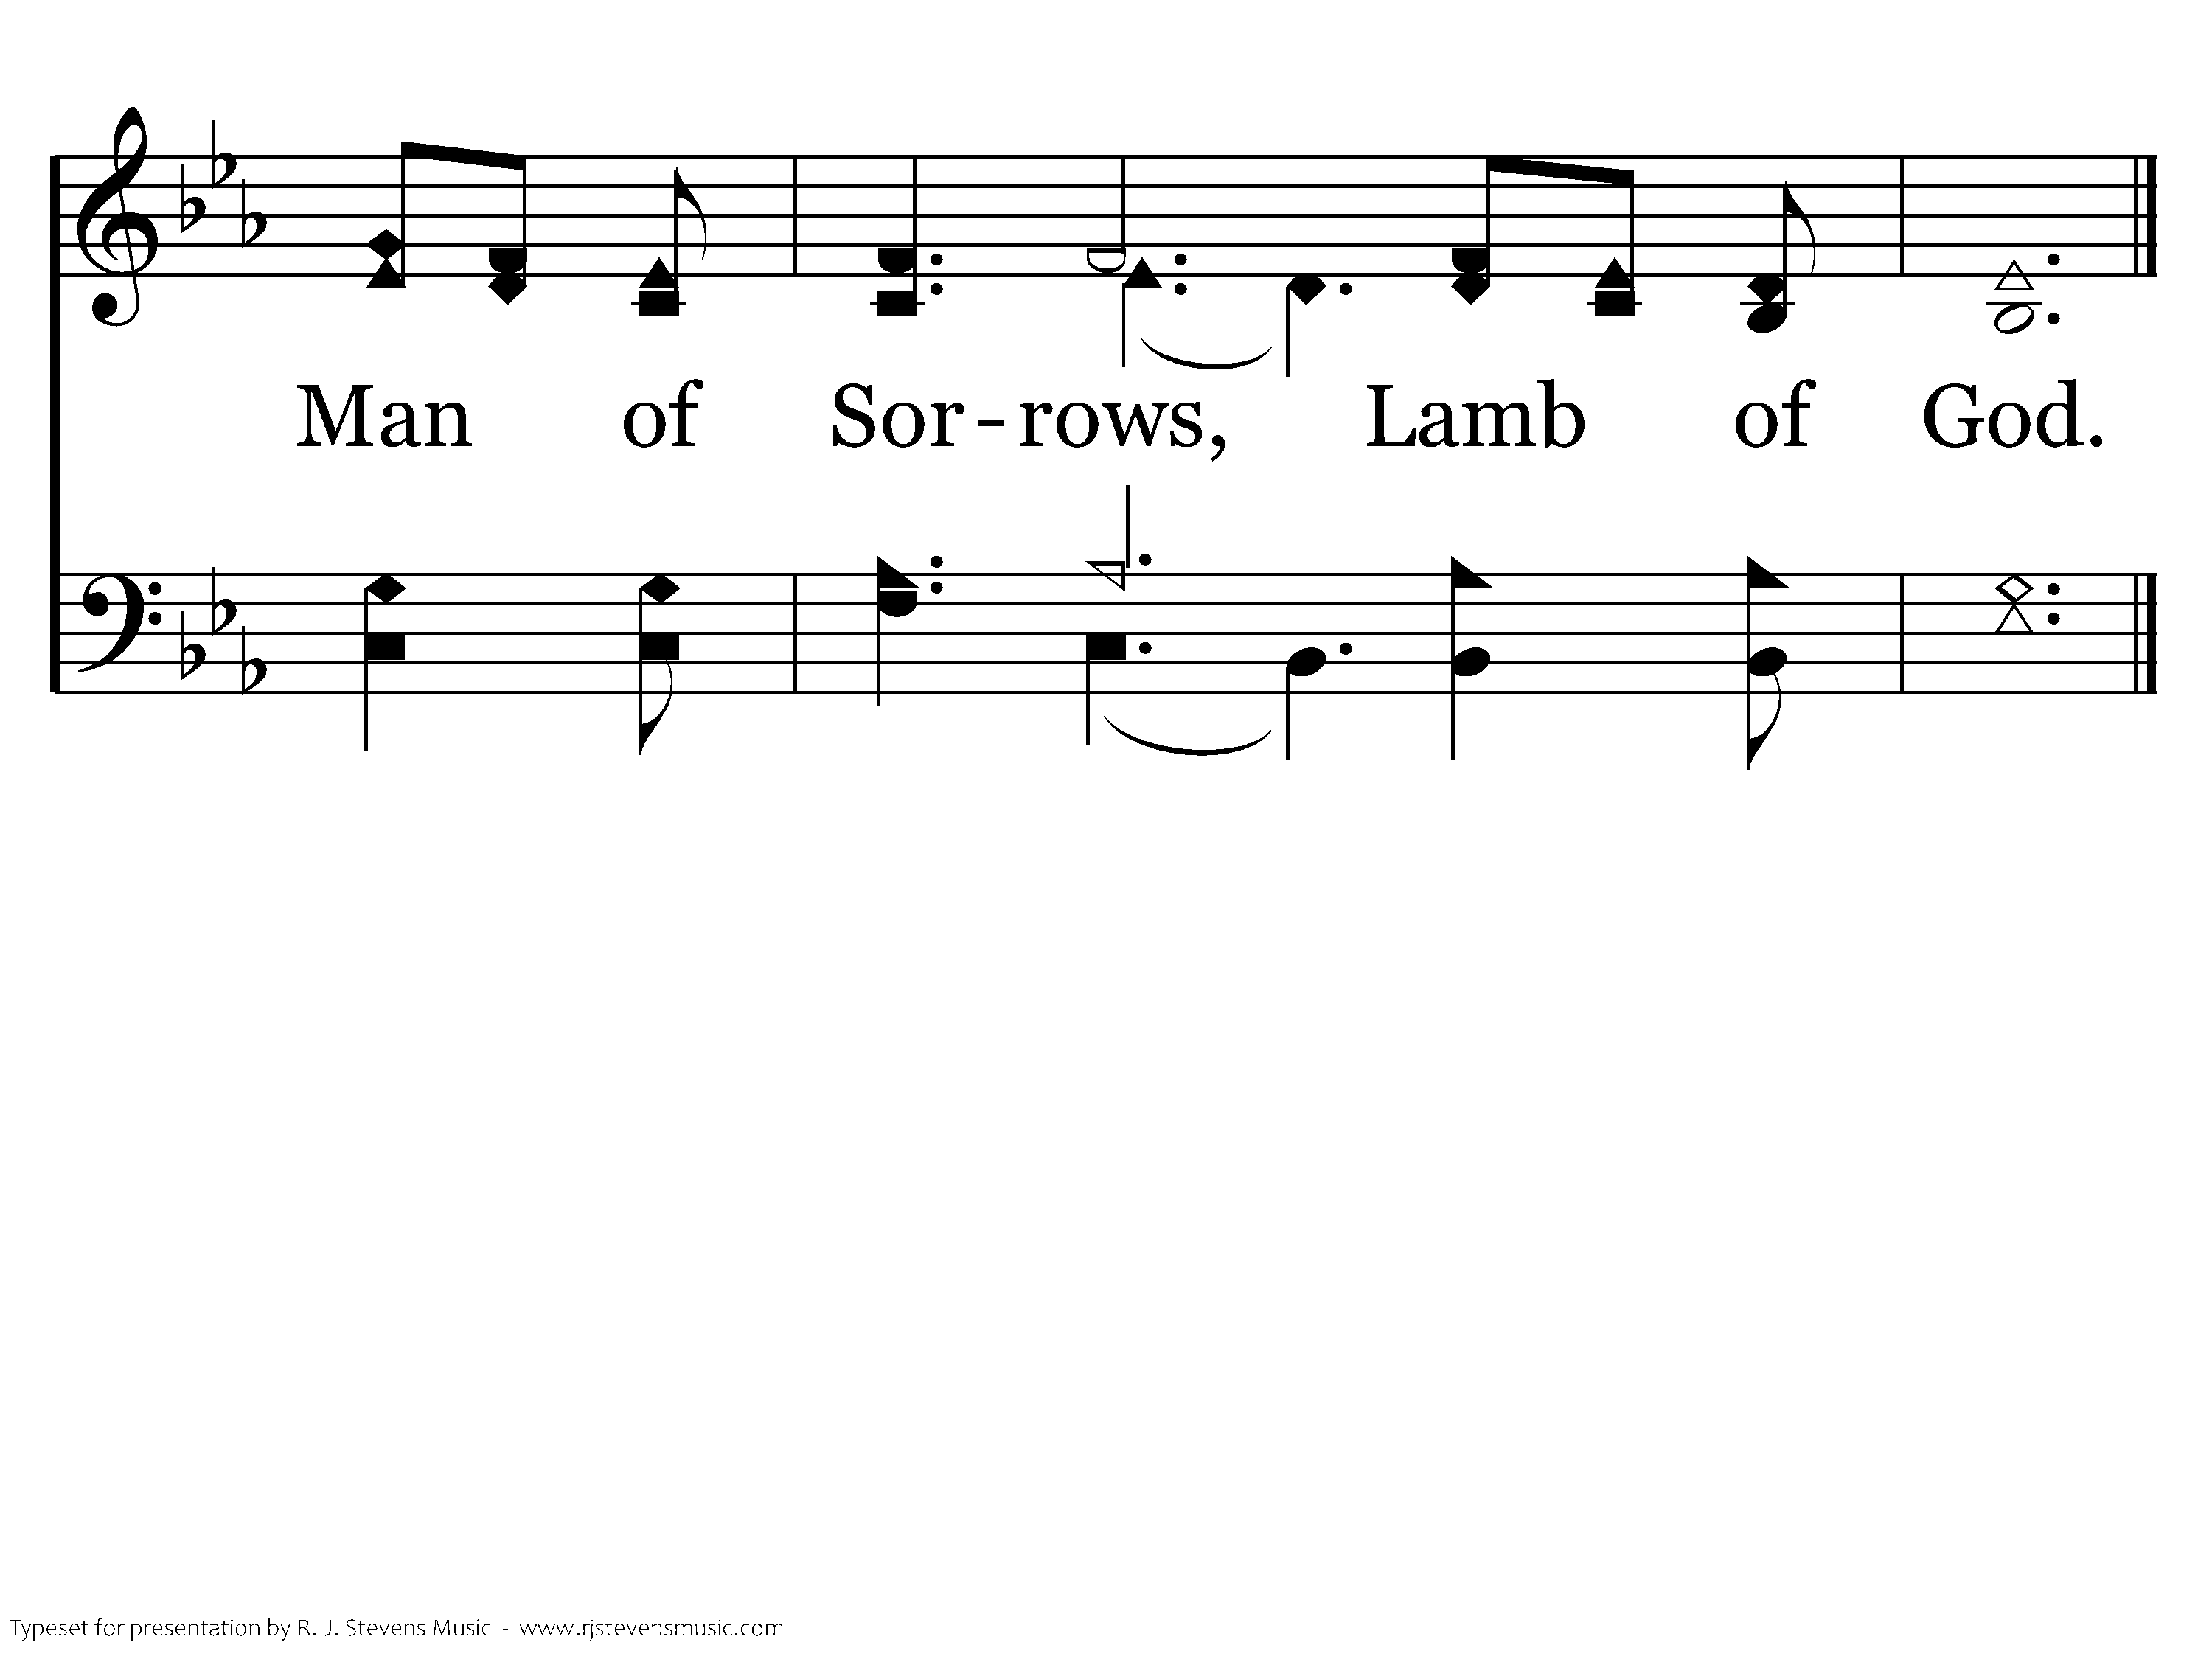 Man of Sor-rows, Lamb of God.
Typeset for presentation by R. J. Stevens Music - www.rjstevensmusic.com